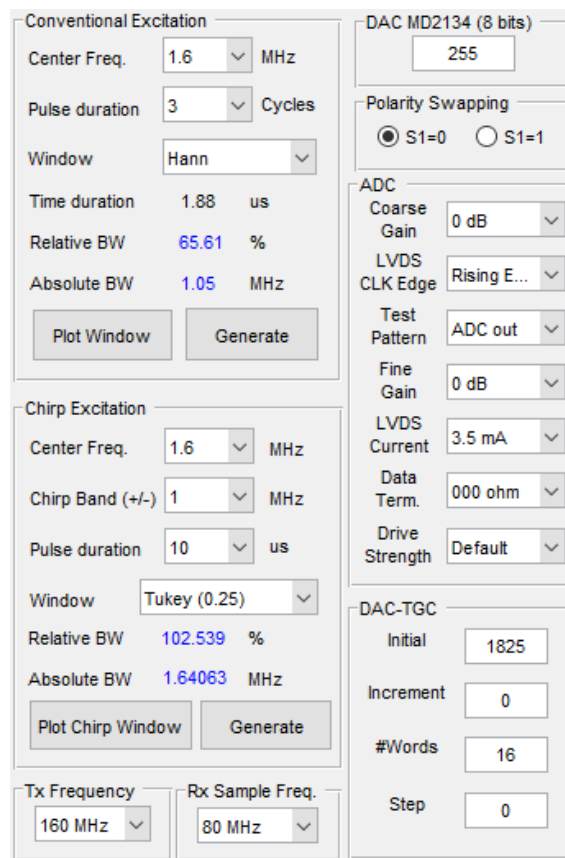 Conventional Excitation
Center Freq. 1.6 MHz
Pulse duration 3 Cycles
Window Hann
Time duration 1.88 us
Relative BW 65.61 %
Absolute BW 1.05 MHz
Plot Window Generate
Chirp Excitation
Center Freq. 1.6 MHz
Chirp Band (+/-) 1 MHz
Pulse duration 10 us
Window Tukey (0.25)
Relative BW 102.539 %
Absolute BW 1.64063 MHz
Plot Chirp Window Generate
Tx Frequency
160 MHz
Rx Sample Freq.
80 MHz
DAC MD2134 (8 bits)
255
Polarity Swapping
S1=0 S1=1
ADC
Coarse
Gain
0 dB
LVDS
CLK Edge
Rising E...
Test
Pattern
ADC out
Fine
Gain
0 dB
LVDS
Current
3.5 mA
Data
Term.
000 ohm
Drive
Strength
Default
DAC-TGC
Initial 1825
Increment 0
#Words 16
Step 0